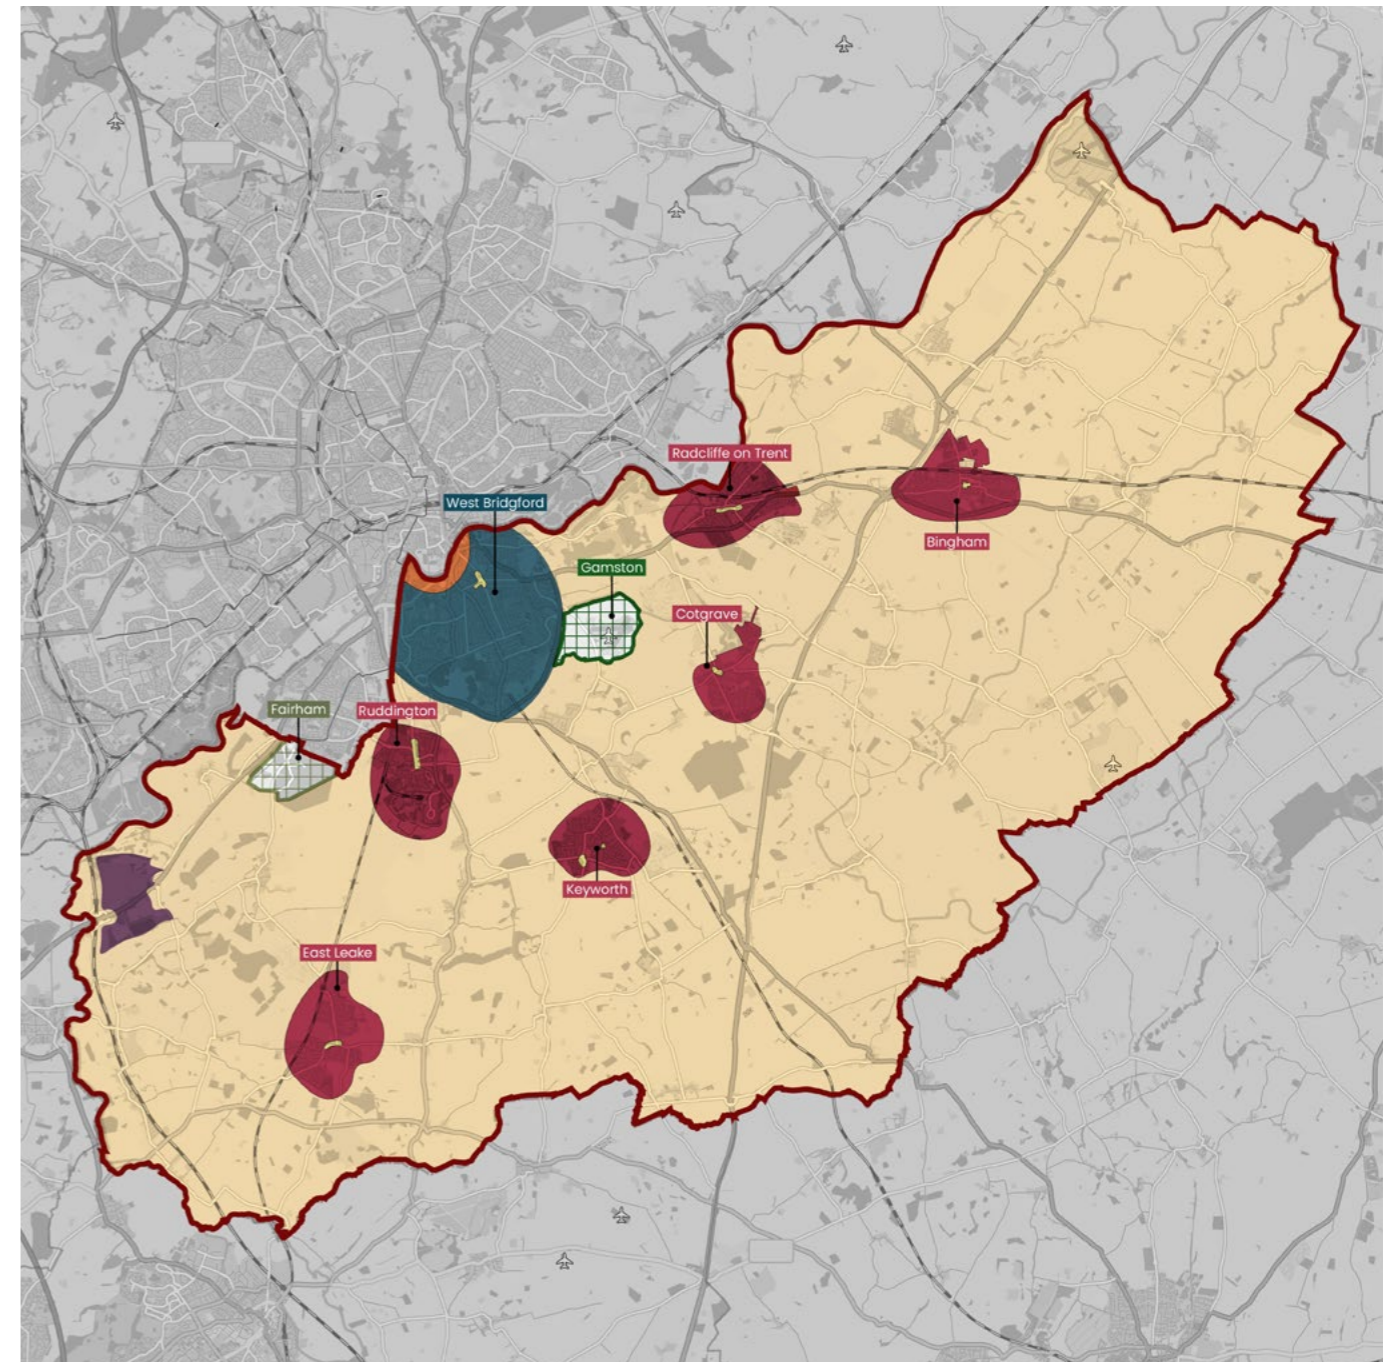 Radcliffe on Trent
West Bridgford
Bingham
Gamston
Cotgrave
Fairham
Ruddington
Keyworth
East Leake